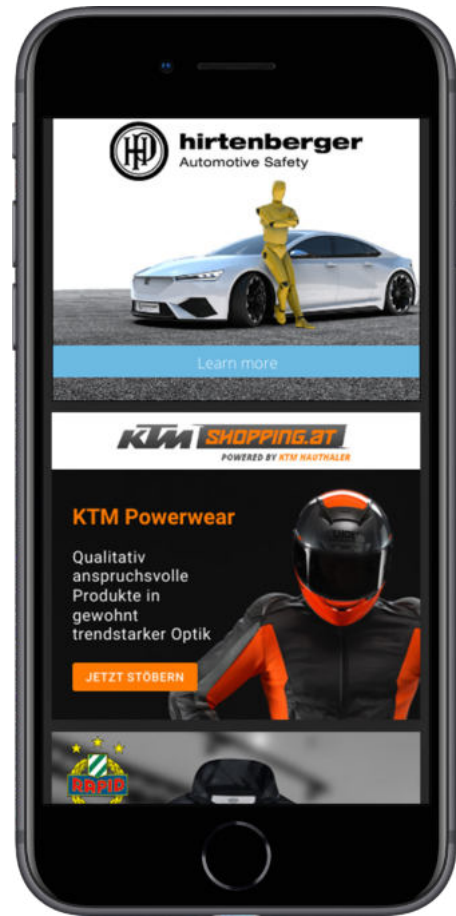 HP
hirtenberger
Automotive Safety
Learn more
KTM SHOPPING.AT
POWERED BY KTM HAUTHALER
KTM Powerwear
Qualitativ
anspruchsvolle
Produkte in
gewohnt
trendstarker Optik
JETZT STÖBERN
RAPID